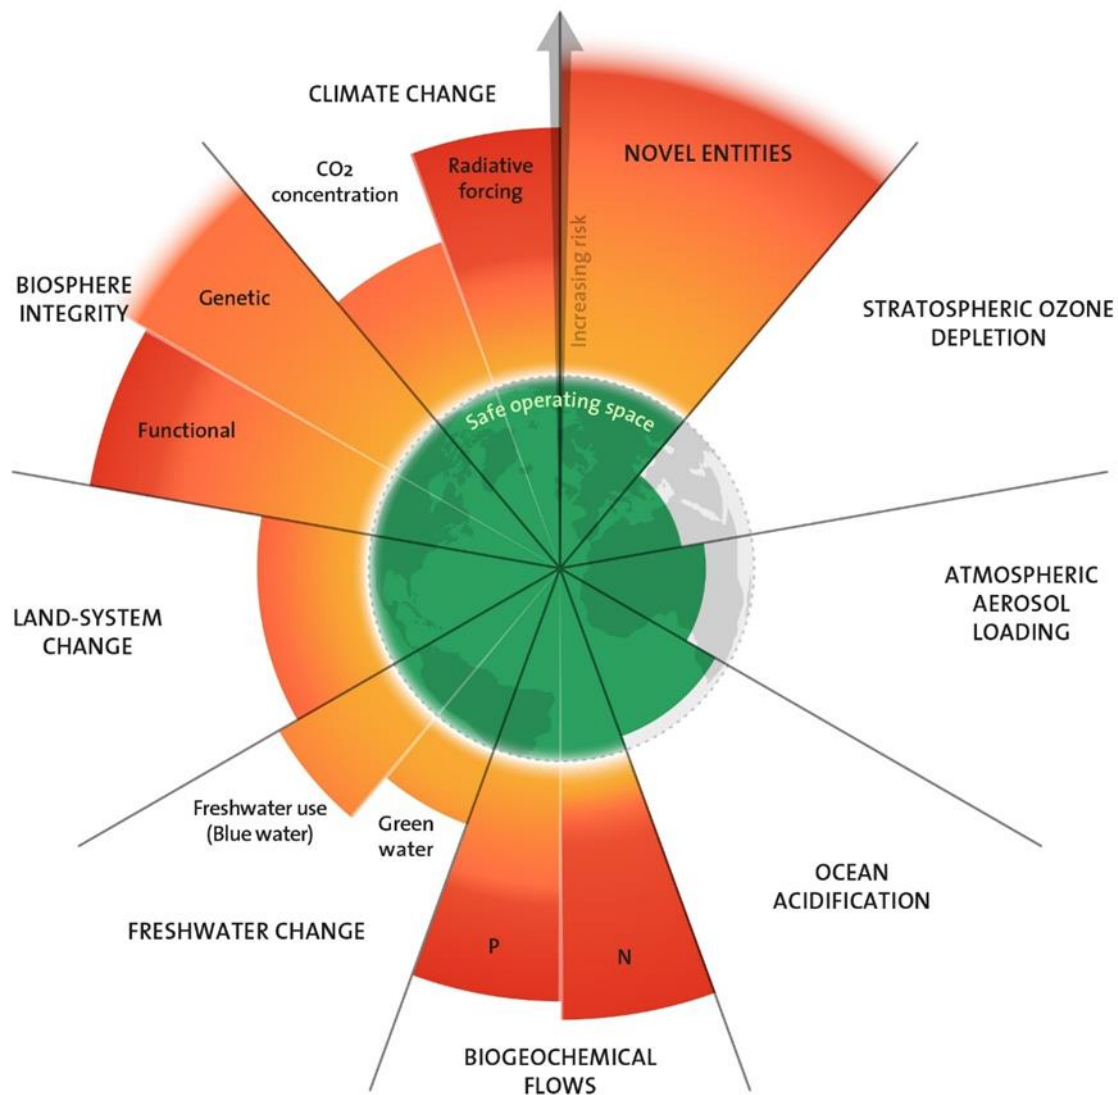 CLIMATE CHANGE
CO2
concentration
Radiative
forcing
NOVEL ENTITIES
Increasing risk
STRATOSPHERIC OZONE
DEPLETION
BIOSPHERE
INTEGRITY
Genetic
Functional
Safe operating space
ATMOSPHERIC
AEROSOL
LOADING
LAND-SYSTEM
CHANGE
Freshwater use
(Blue water)
Green
water
FRESHWATER CHANGE
OCEAN
ACIDIFICATION
P
N
BIOGEOCHEMICAL
FLOWS